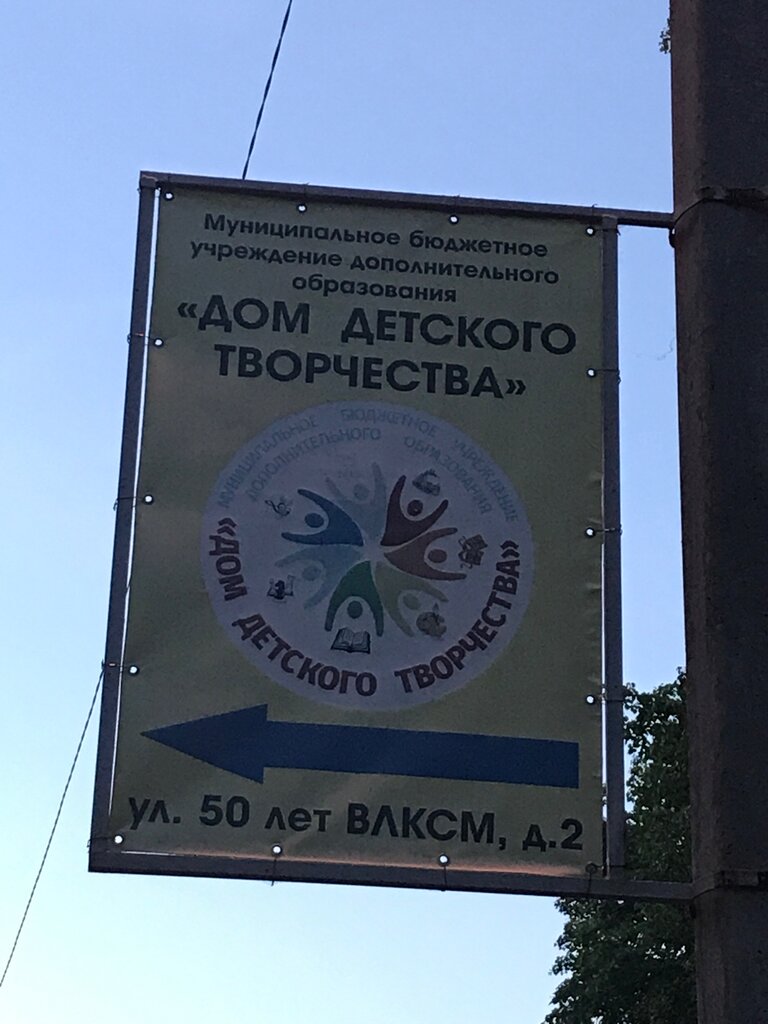 Муниципальное бюджетное
учреждение дополнительного
образования
«ДОМ ДЕТСКОГО
ТВОРЧЕСТВА»
МУНИЦИПАЛЬНОЕ БЮДЖЕТНОЕ УЧРЕЖДЕНИЕ
ДОПОЛНИТЕЛЬНОГО ОБРАЗОВАНИЯ
«ДОМ ДЕТСКОГО ТВОРЧЕСТВА»
ул. 50 лет ВЛКСМ, д.2